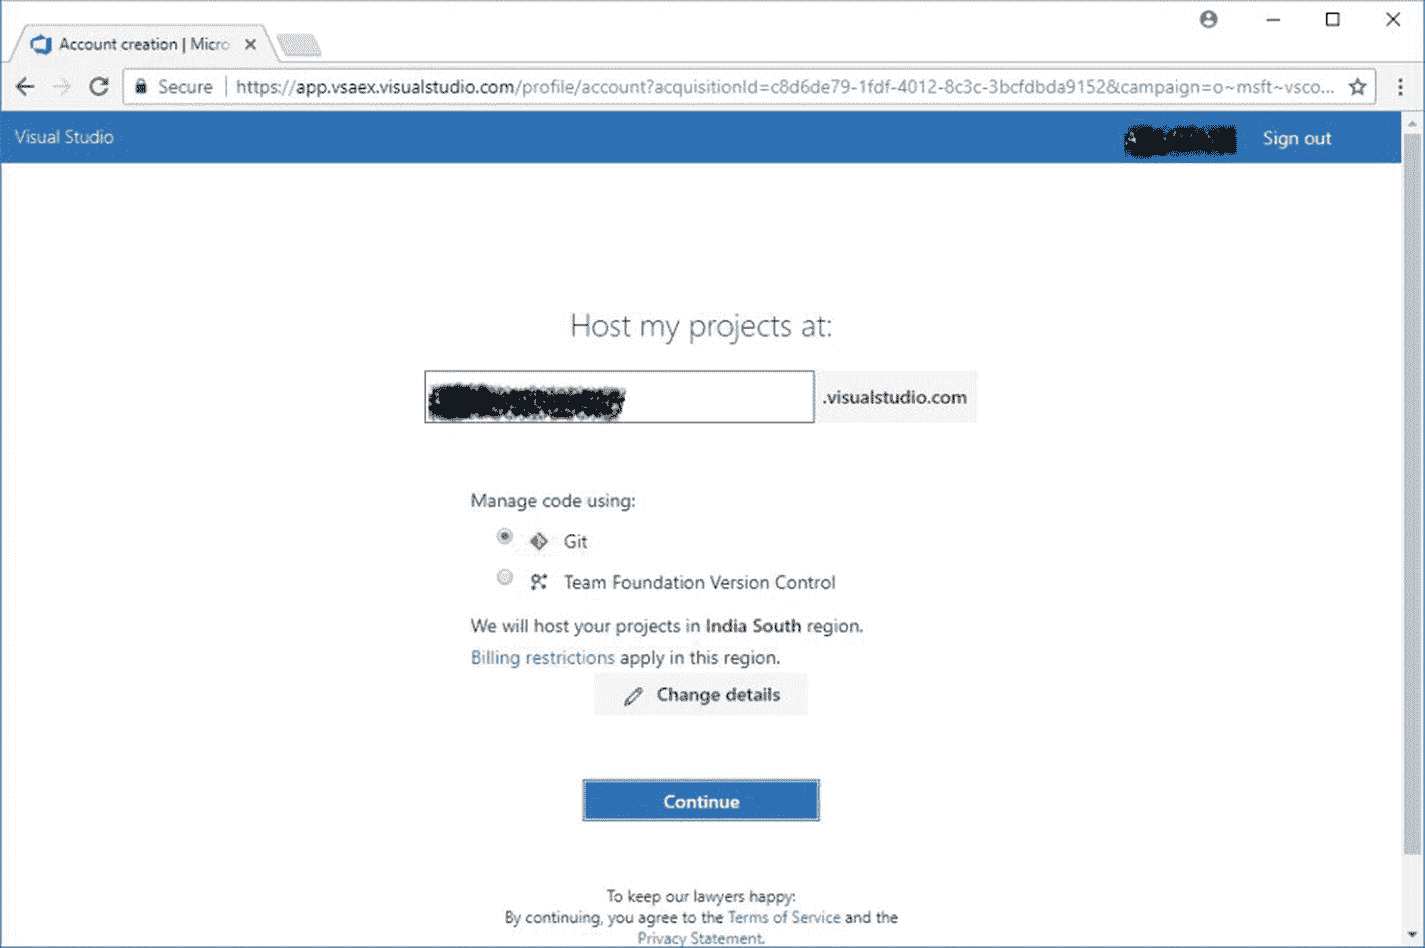 Account creation | Micro
Secure https://app.vsaex.visualstudio.com/profile/account?acquisitionId=c8d6de79-1fdf-4012-8c3c-3bcfdbda9152&campaign=o~msft~vsco...
Visual Studio
Sign out
Host my projects at:
.visualstudio.com
Manage code using:
Git
Team Foundation Version Control
We will host your projects in India South region.
Billing restrictions apply in this region.
Change details
Continue
To keep our lawyers happy:
By continuing, you agree to the Terms of Service and the
Privacy Statement.